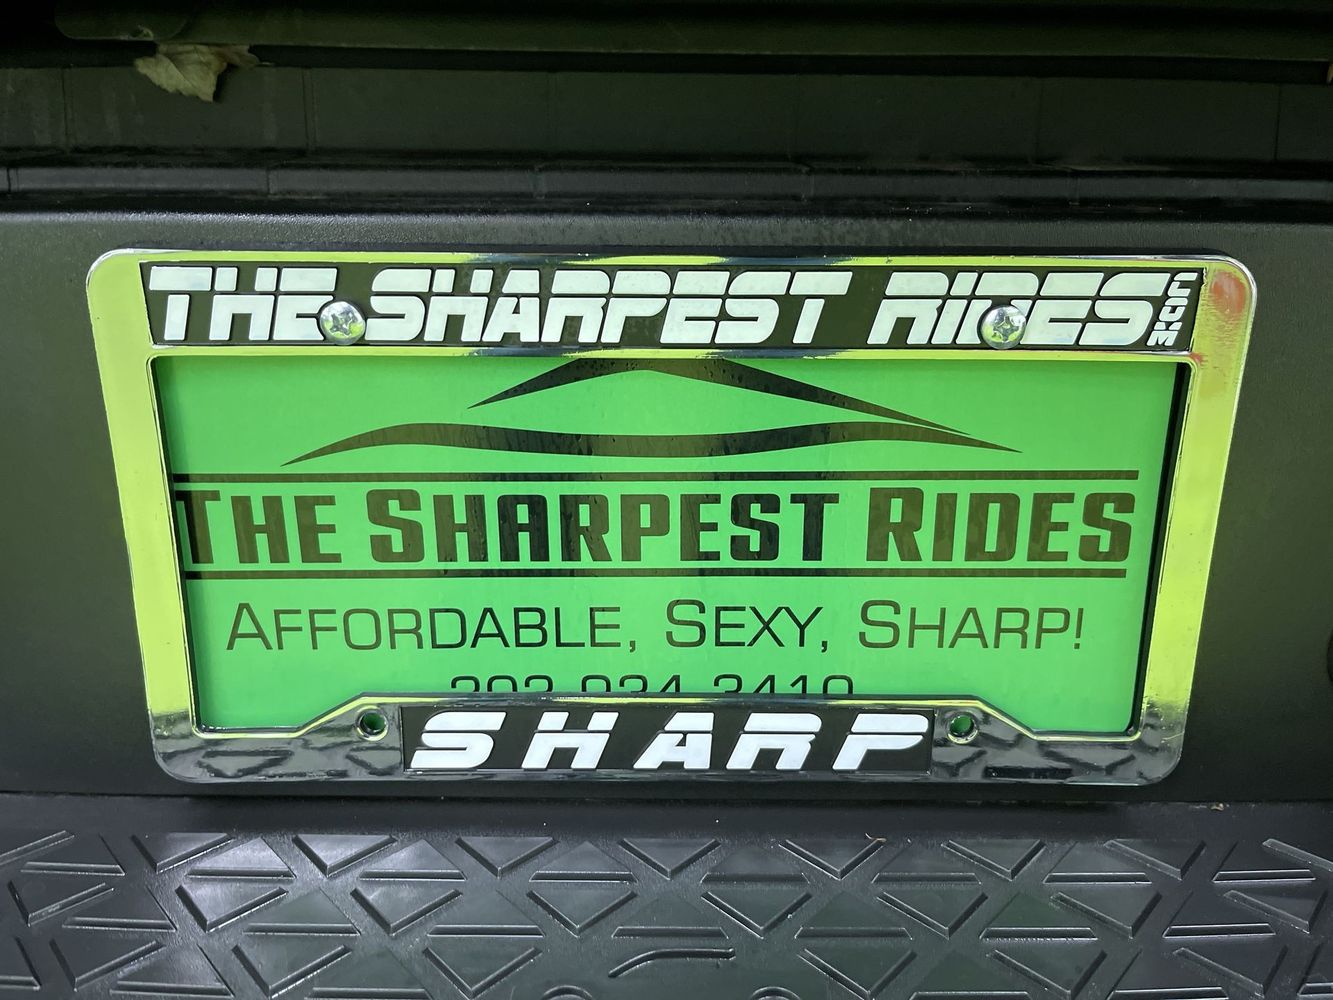 THE SHARPEST RIDES.COM
THE SHARPEST RIDES
AFFORDABLE, SEXY, SHARP!
SHARP